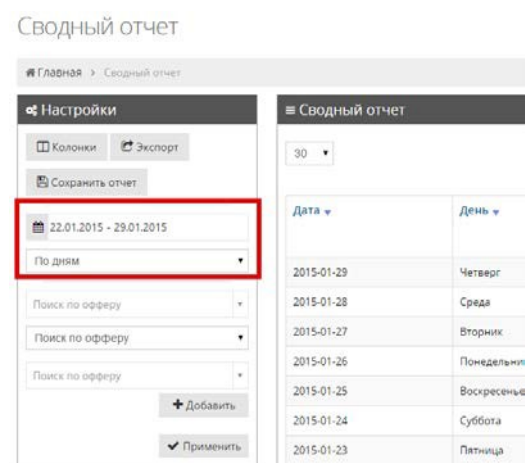 Сводный отчет
Главная > Сводный отчет
Настройки
Колонки Экспорт
Сохранить отчет
22.01.2015 - 29.01.2015
По дням
Поиск по офферу
Поиск по офферу
Поиск по офферу
Добавить
Применить
Сводный отчет
30
Дата День
2015-01-29 Четверг
2015-01-28 Среда
2015-01-27 Вторник
2015-01-26 Понедельни
2015-01-25 Воскресенье
2015-01-24 Суббота
2015-01-23 Пятница